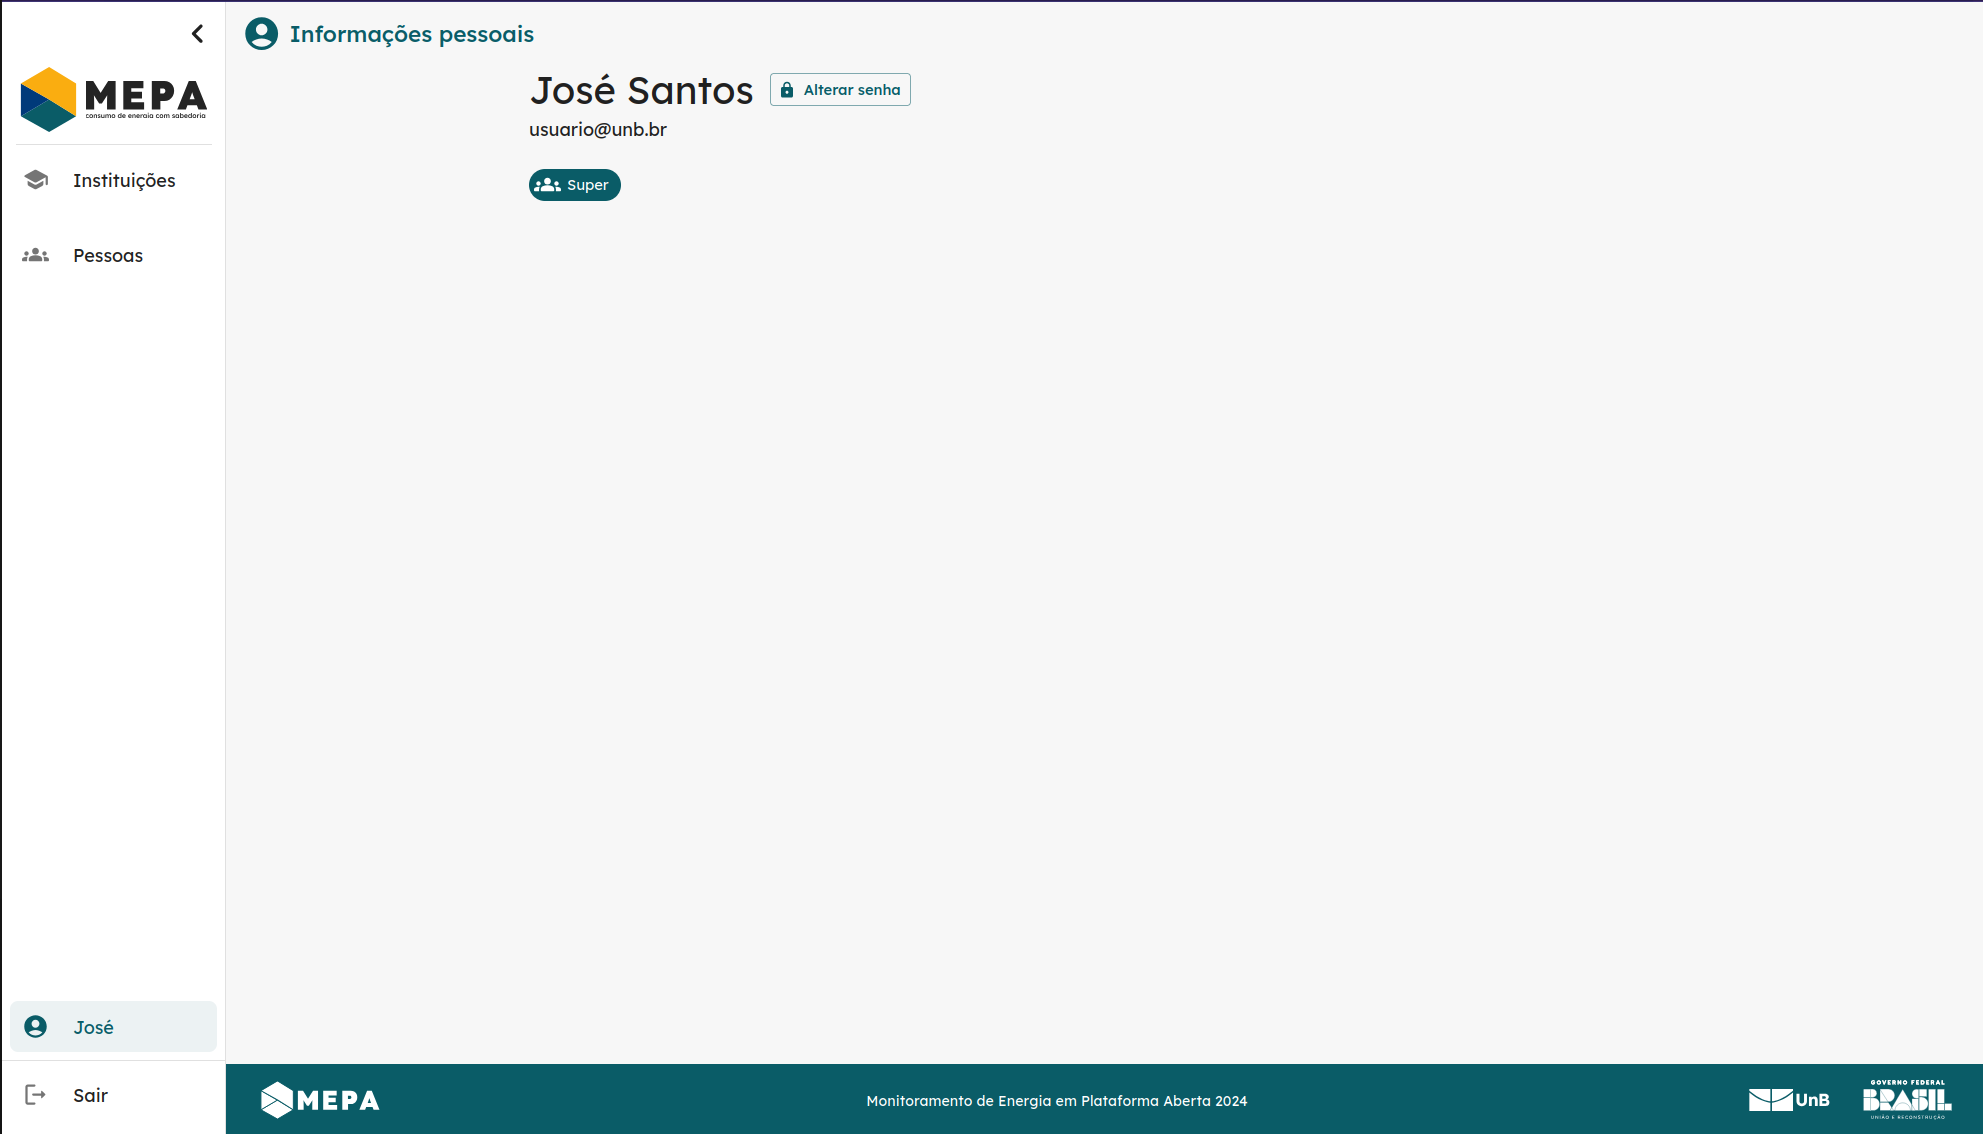 Informações pessoais
MEPA
consumo de energia com sabedoria
José Santos
Alterar senha
usuario@unb.br
Super
Instituições
Pessoas
José
Sair
MEPA
Monitoramento de Energia em Plataforma Aberta 2024
UnB
GOVERNO FEDERAL
BRASIL
UNIÃO E RECONSTRUÇÃO